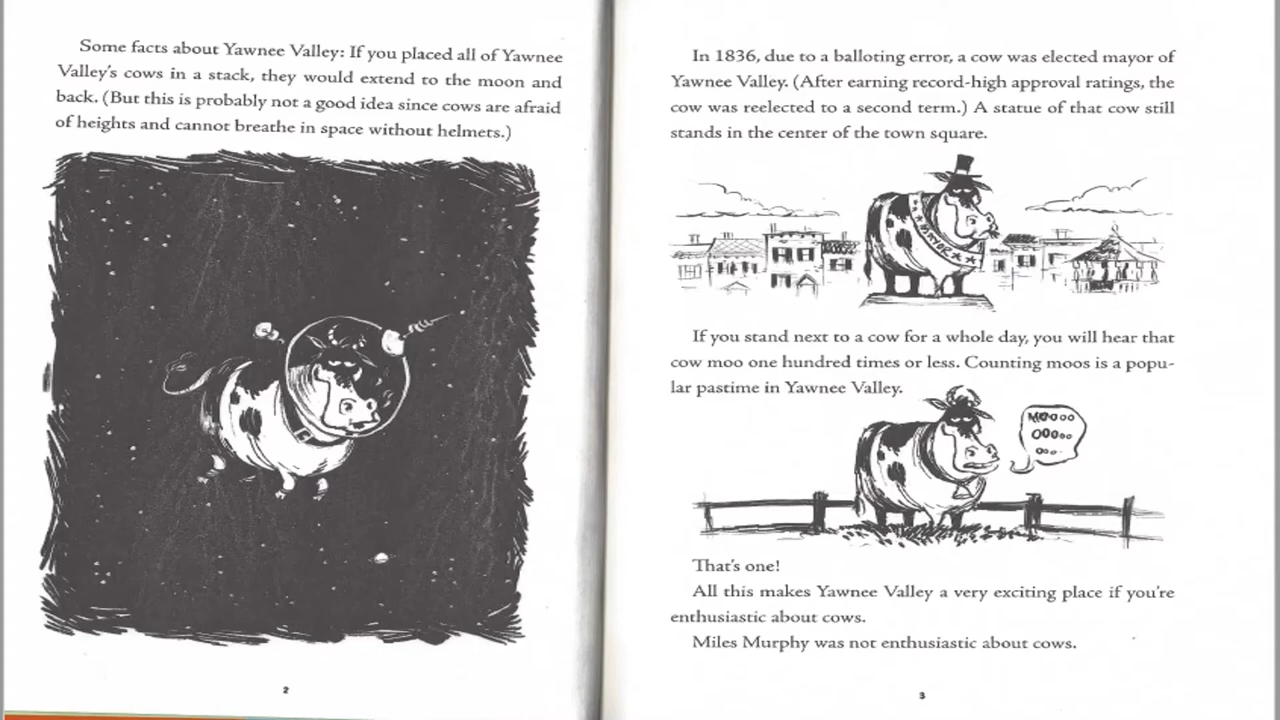 Some facts about Yawnee Valley: If you placed all of Yawnee
Valley's cows in a stack, they would extend to the moon and
back. (But this is probably not a good idea since cows are afraid
of heights and cannot breathe in space without helmets.)
2
In 1836, due to a balloting error, a cow was elected mayor of
Yawnee Valley. (After earning record-high approval ratings, the
cow was reelected to a second term.) A statue of that cow still
stands in the center of the town square.
MAYOR
If you stand next to a cow for a whole day, you will hear that
cow moo one hundred times or less. Counting moos is a popu-
lar pastime in Yawnee Valley.
MOOOO
OOOOO
OOO
That's one!
All this makes Yawnee Valley a very exciting place if you're
enthusiastic about cows.
Miles Murphy was not enthusiastic about cows.
3